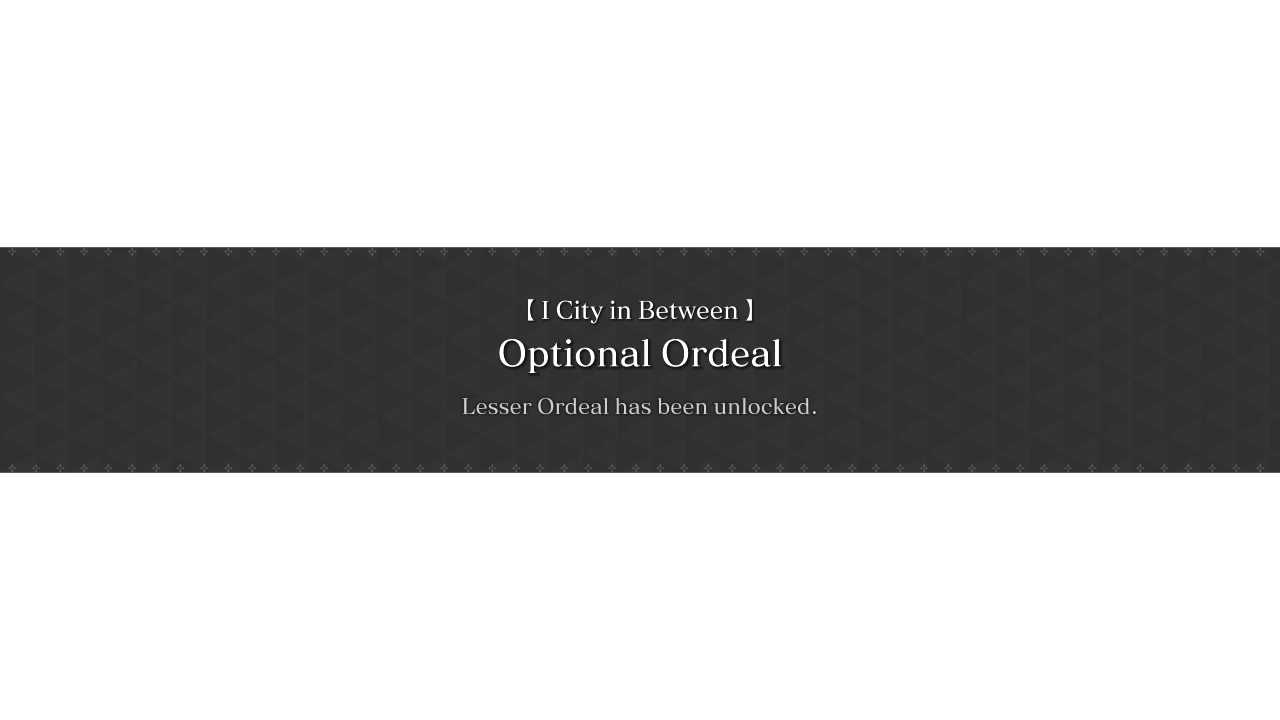 【 I City in Between 】
Optional Ordeal
Lesser Ordeal has been unlocked.